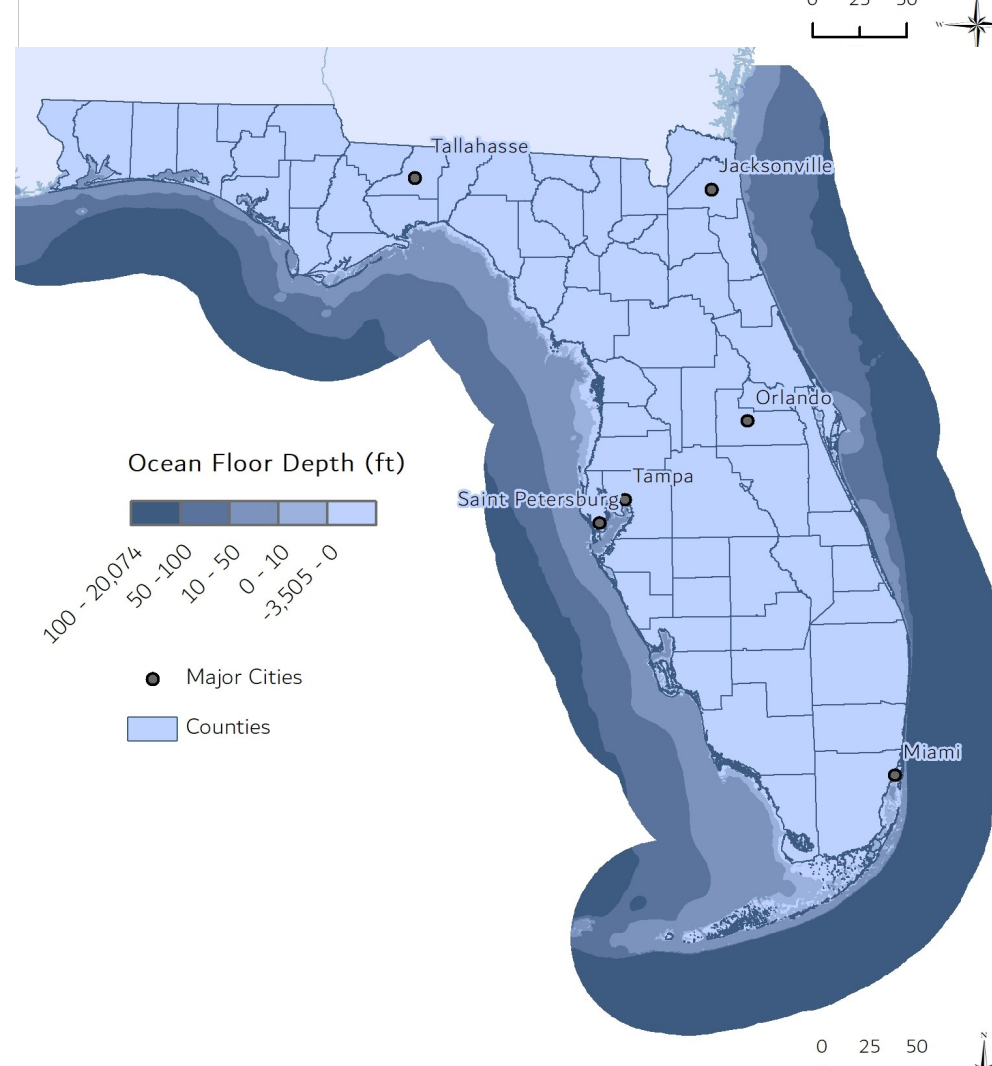 0 25 50
W
Tallahasse
Jacksonville
Orlando
Ocean Floor Depth (ft)
Tampa
Saint Petersburg
100 - 20,074
50 -100
10 - 50
0 - 10
-3,505 - 0
Major Cities
Counties
Miami
N
0 25 50